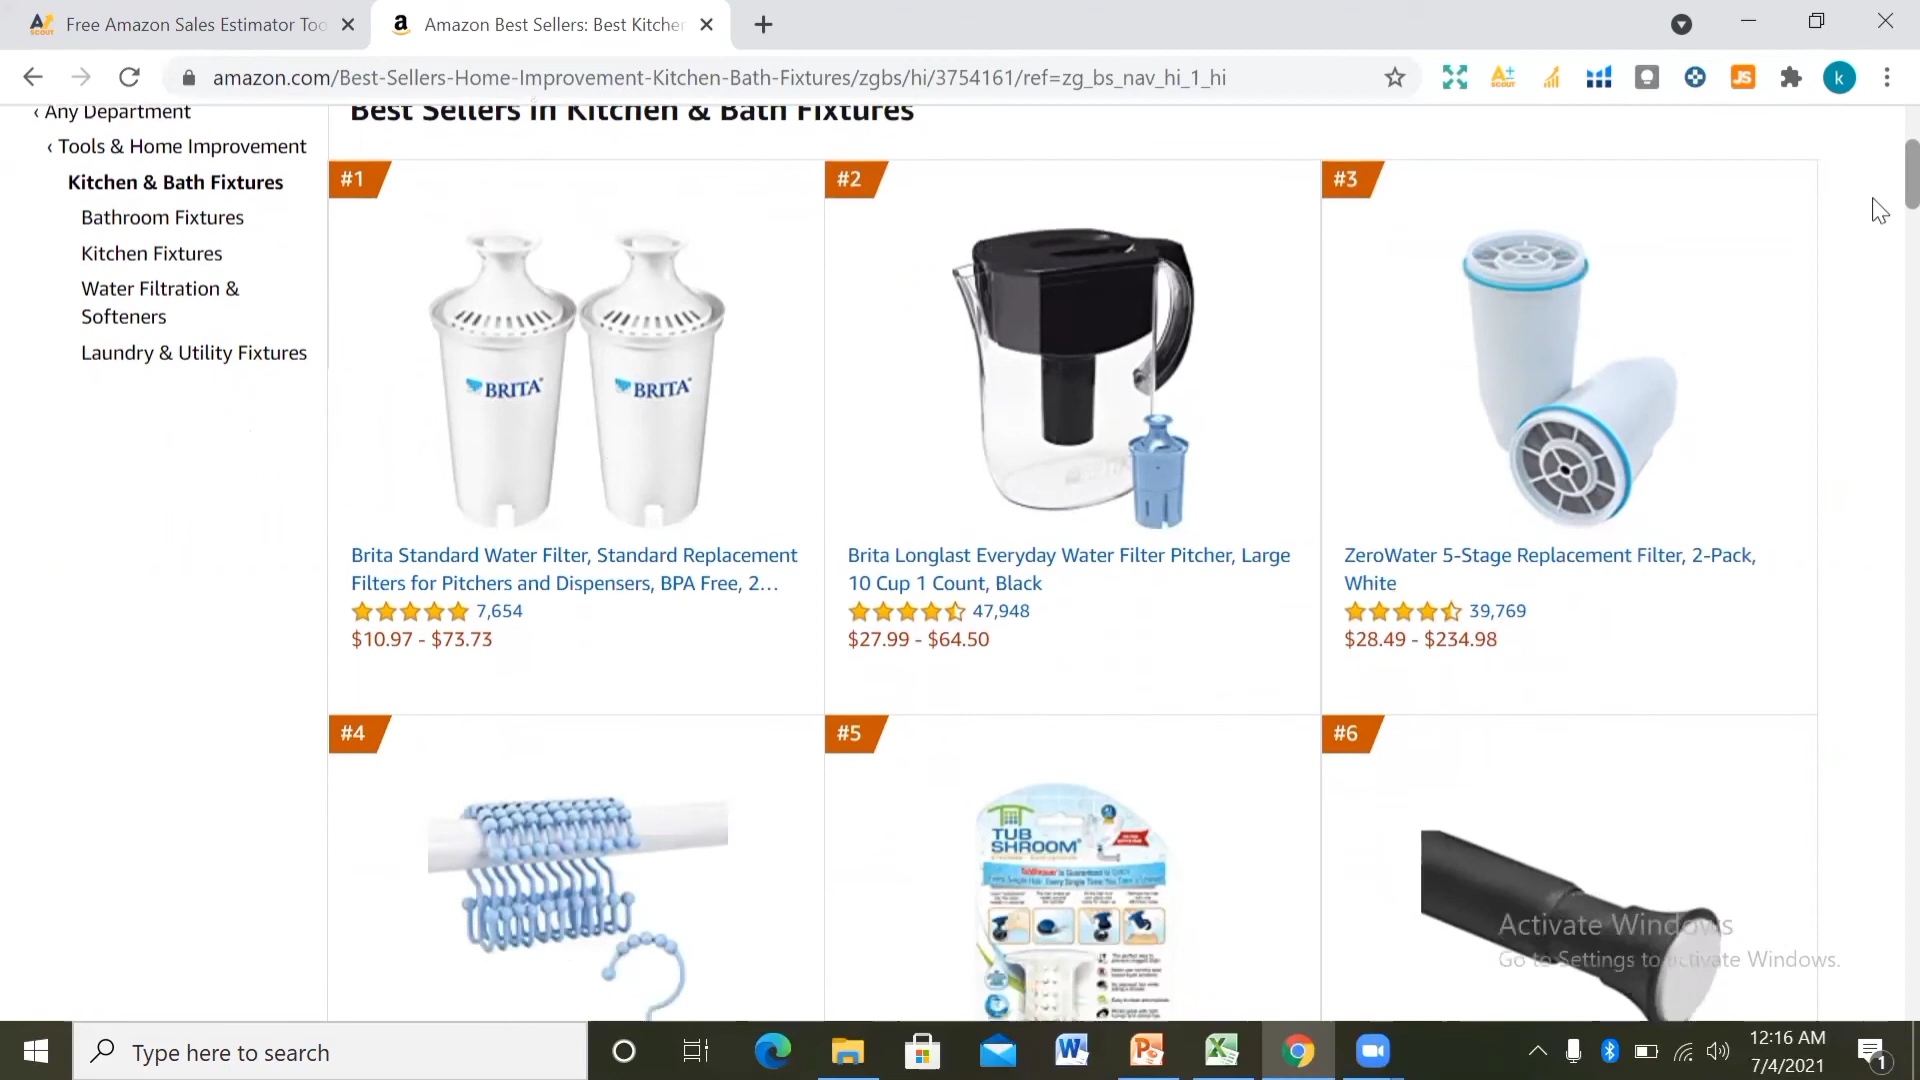 Free Amazon Sales Estimator Too
Amazon Best Sellers: Best Kitchen
amazon.com/Best-Sellers-Home-Improvement-Kitchen-Bath-Fixtures/zgbs/hi/3754161/ref=zg_bs_nav_hi_1_hi
‹ Any Department
‹ Tools & Home Improvement
Kitchen & Bath Fixtures
Bathroom Fixtures
Kitchen Fixtures
Water Filtration &
Softeners
Laundry & Utility Fixtures
Best Sellers in Kitchen & Bath Fixtures
#1
BRITA BRITA
Brita Standard Water Filter, Standard Replacement
Filters for Pitchers and Dispensers, BPA Free, 2...
7,654
$10.97 - $73.73
#2
Brita Longlast Everyday Water Filter Pitcher, Large
10 Cup 1 Count, Black
47,948
$27.99 - $64.50
#3
ZeroWater 5-Stage Replacement Filter, 2-Pack,
White
39,769
$28.49 - $234.98
#4
#5
TUB
SHROOM
#6
Activate Windows
Go to Settings to activate Windows.
Type here to search
12:16 AM
7/4/2021
1